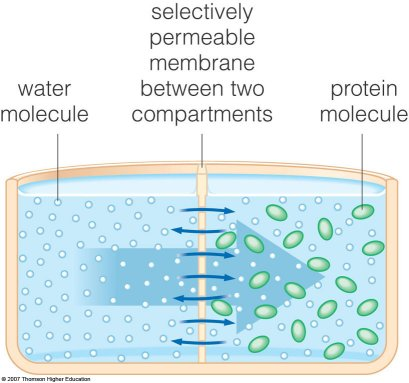 water
molecule
selectively
permeable
membrane
between two
compartments
protein
molecule
© 2007 Thomson Higher Education